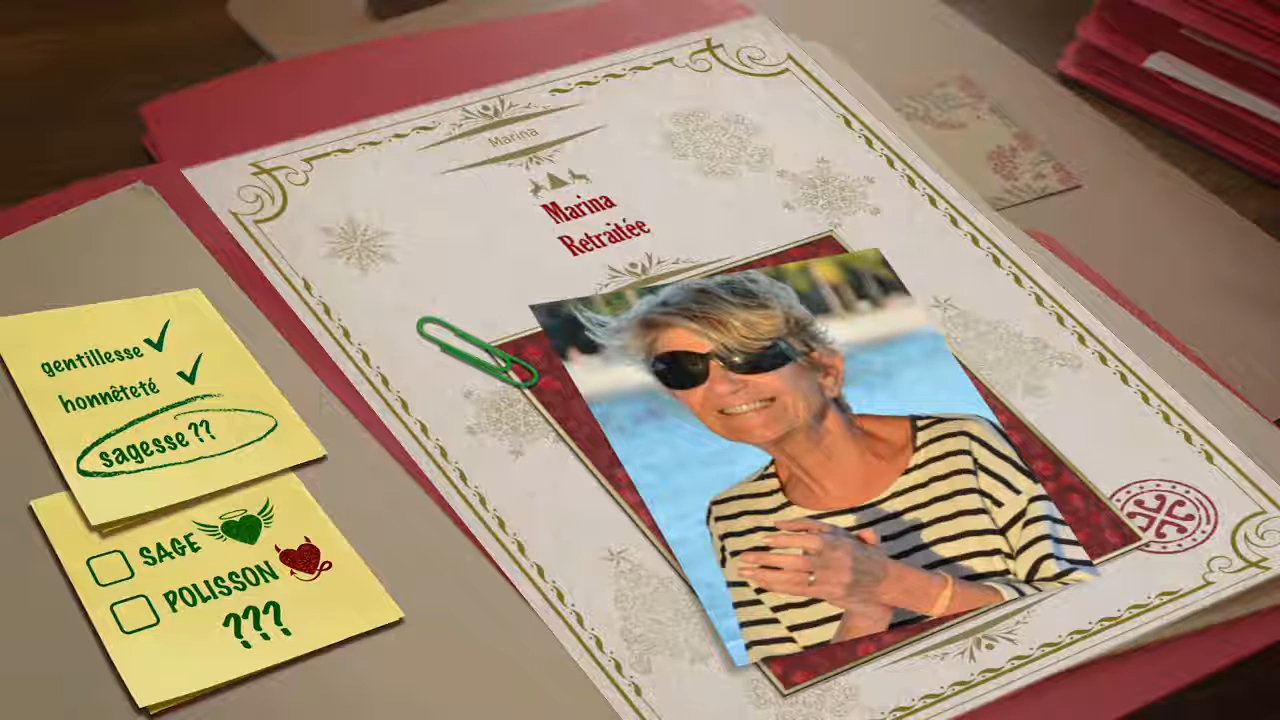 Marina
Marina
Retraitée
gentillesse
honnêteté
sagesse ??
SAGE
POLISSON
???